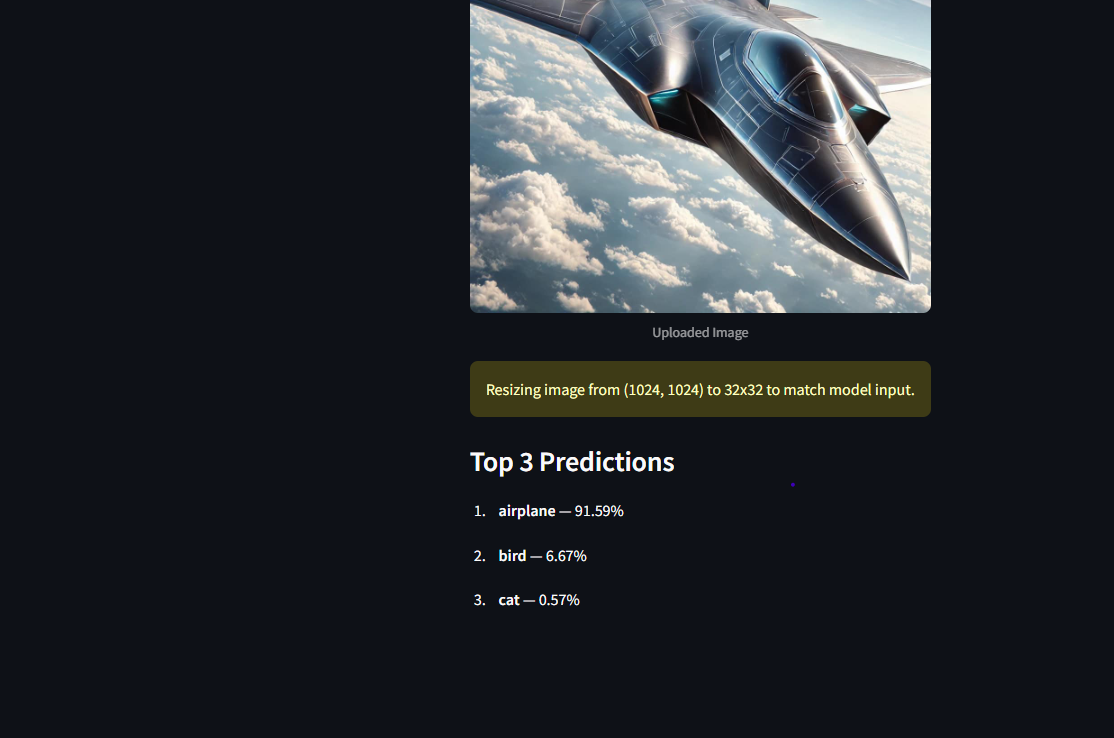 Uploaded Image
Resizing image from (1024, 1024) to 32x32 to match model input.
Top 3 Predictions
1. airplane — 91.59%
2. bird — 6.67%
3. cat — 0.57%